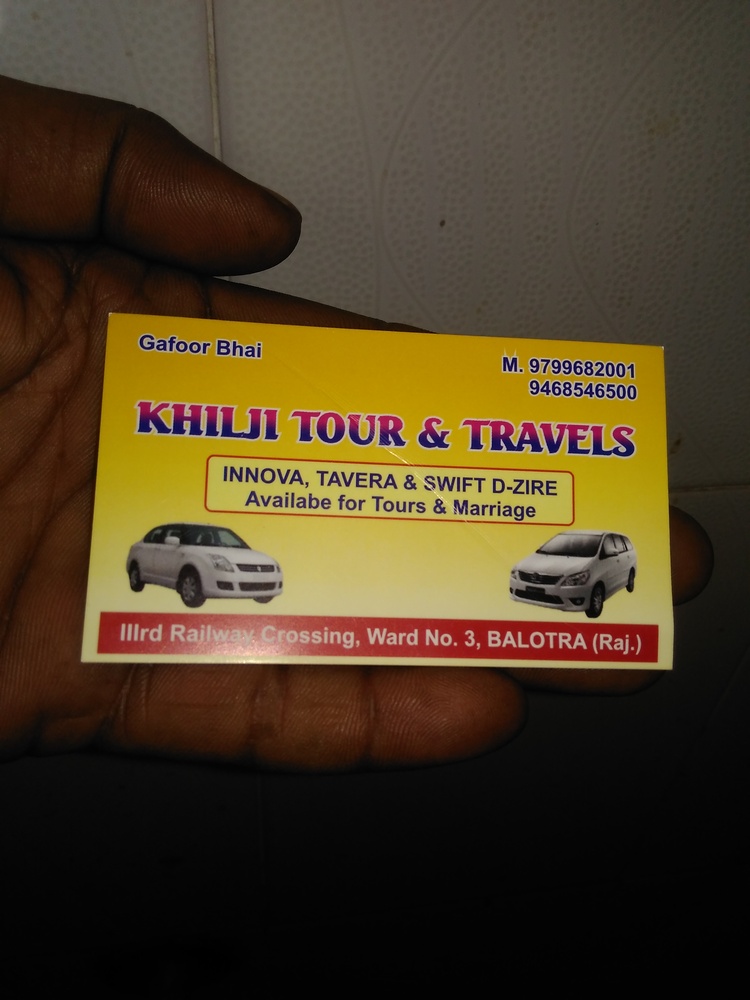 Gafoor Bhai
M. 9799682001
9468546500
KHILJI TOUR & TRAVELS
INNOVA, TAVERA & SWIFT D-ZIRE
Availabe for Tours & Marriage
IIIrd Railway Crossing, Ward No. 3, BALOTRA (Raj.)